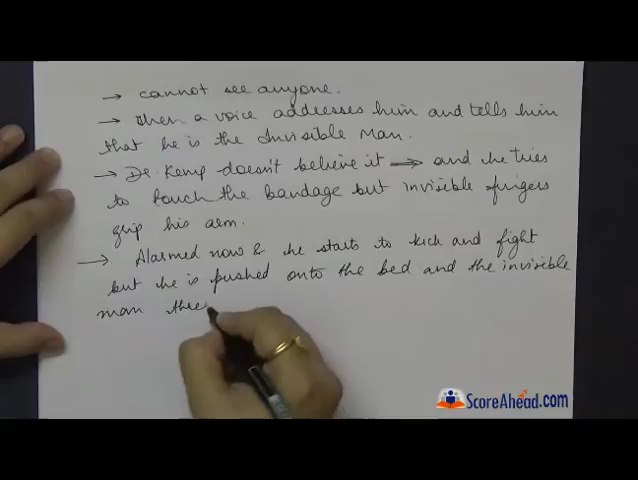 → cannot see anyone.
→ then a voice addresses him and tells him
that he is the Invisible Man.
→ Dr. Kemp doesn't believe it → and he tries
to touch the bandage but invisible fingers
grip his arm.
→ Alarmed now & he starts to kick and fight
but he is pushed onto the bed and the invisible
man thre
ScoreAhead.com